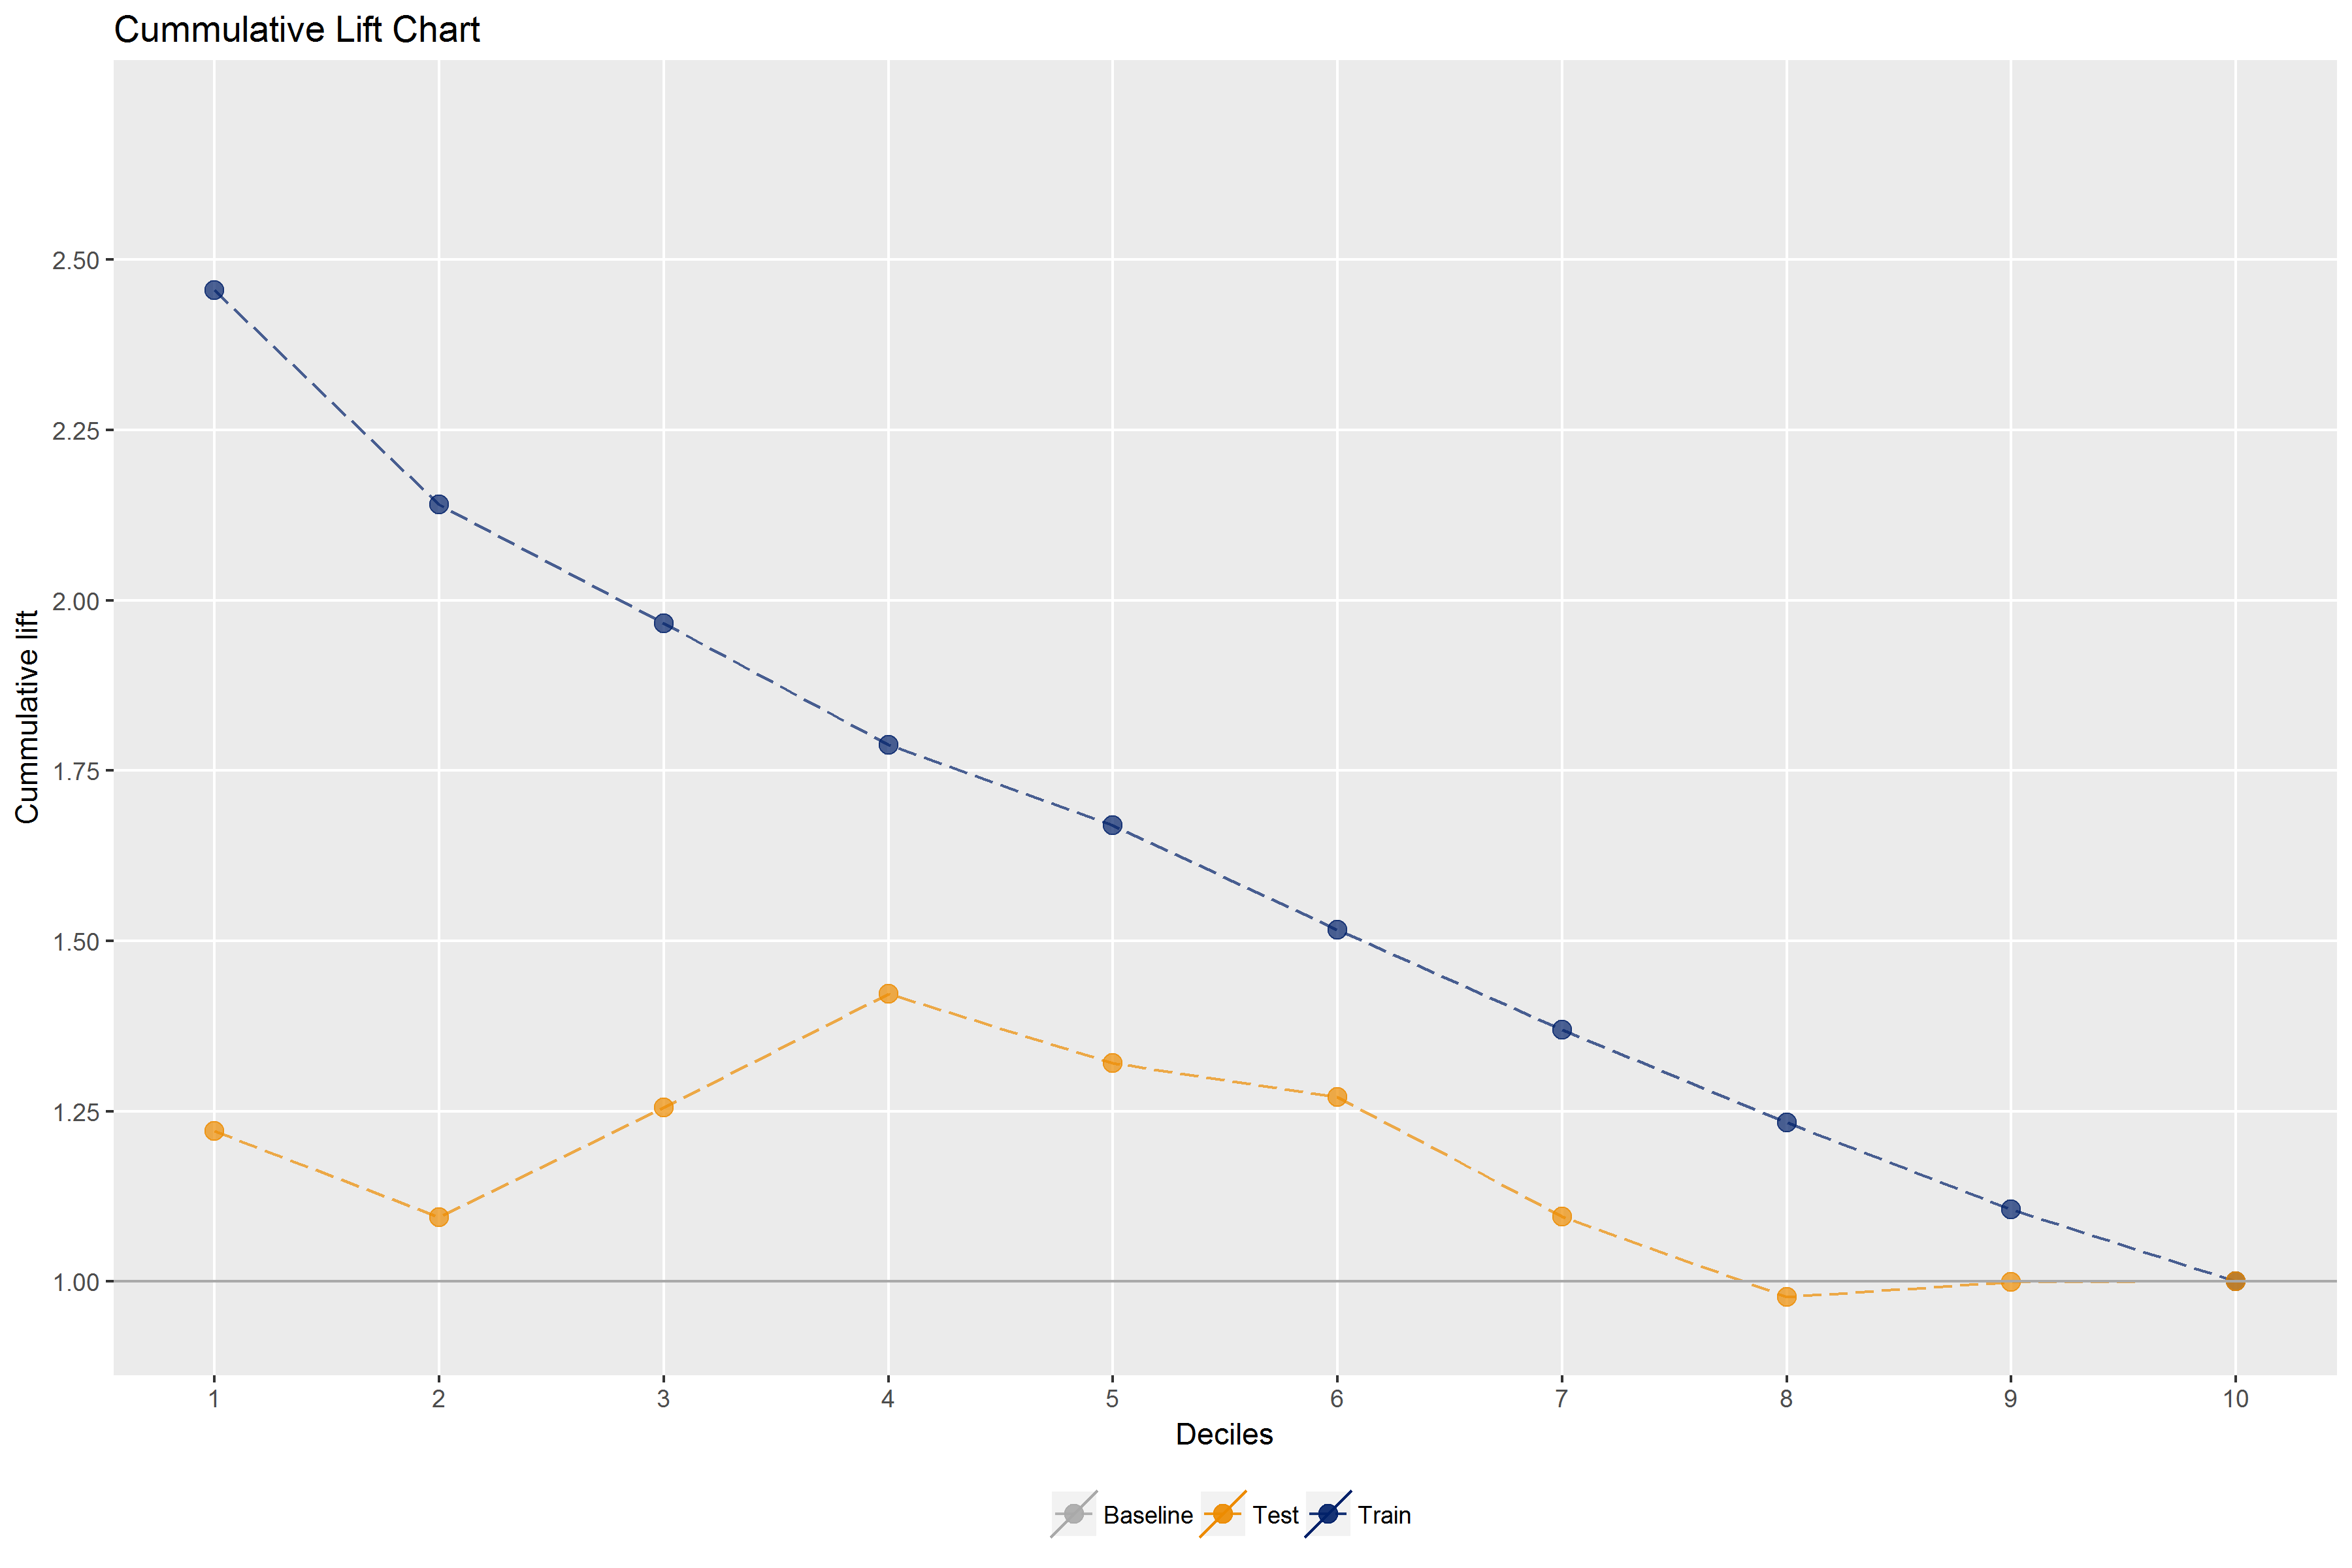 Cummulative Lift Chart
Cummulative lift
2.50
2.25
2.00
1.75
1.50
1.25
1.00
1 2 3 4 5 6 7 8 9 10
Deciles
Baseline Test Train